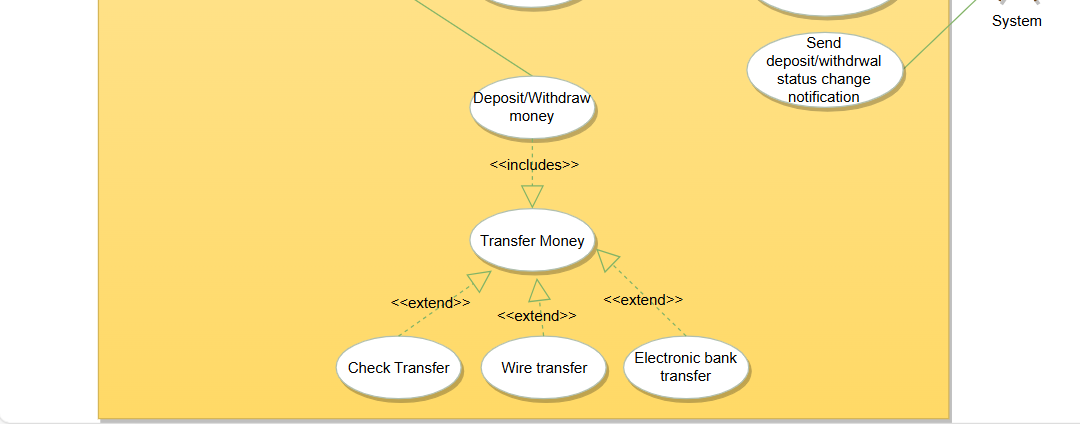 System
Send
deposit/withdrwal
status change
notification
Deposit/Withdraw
money
<<includes>>
Transfer Money
<<extend>>
<<extend>>
<<extend>>
Check Transfer
Wire transfer
Electronic bank
transfer